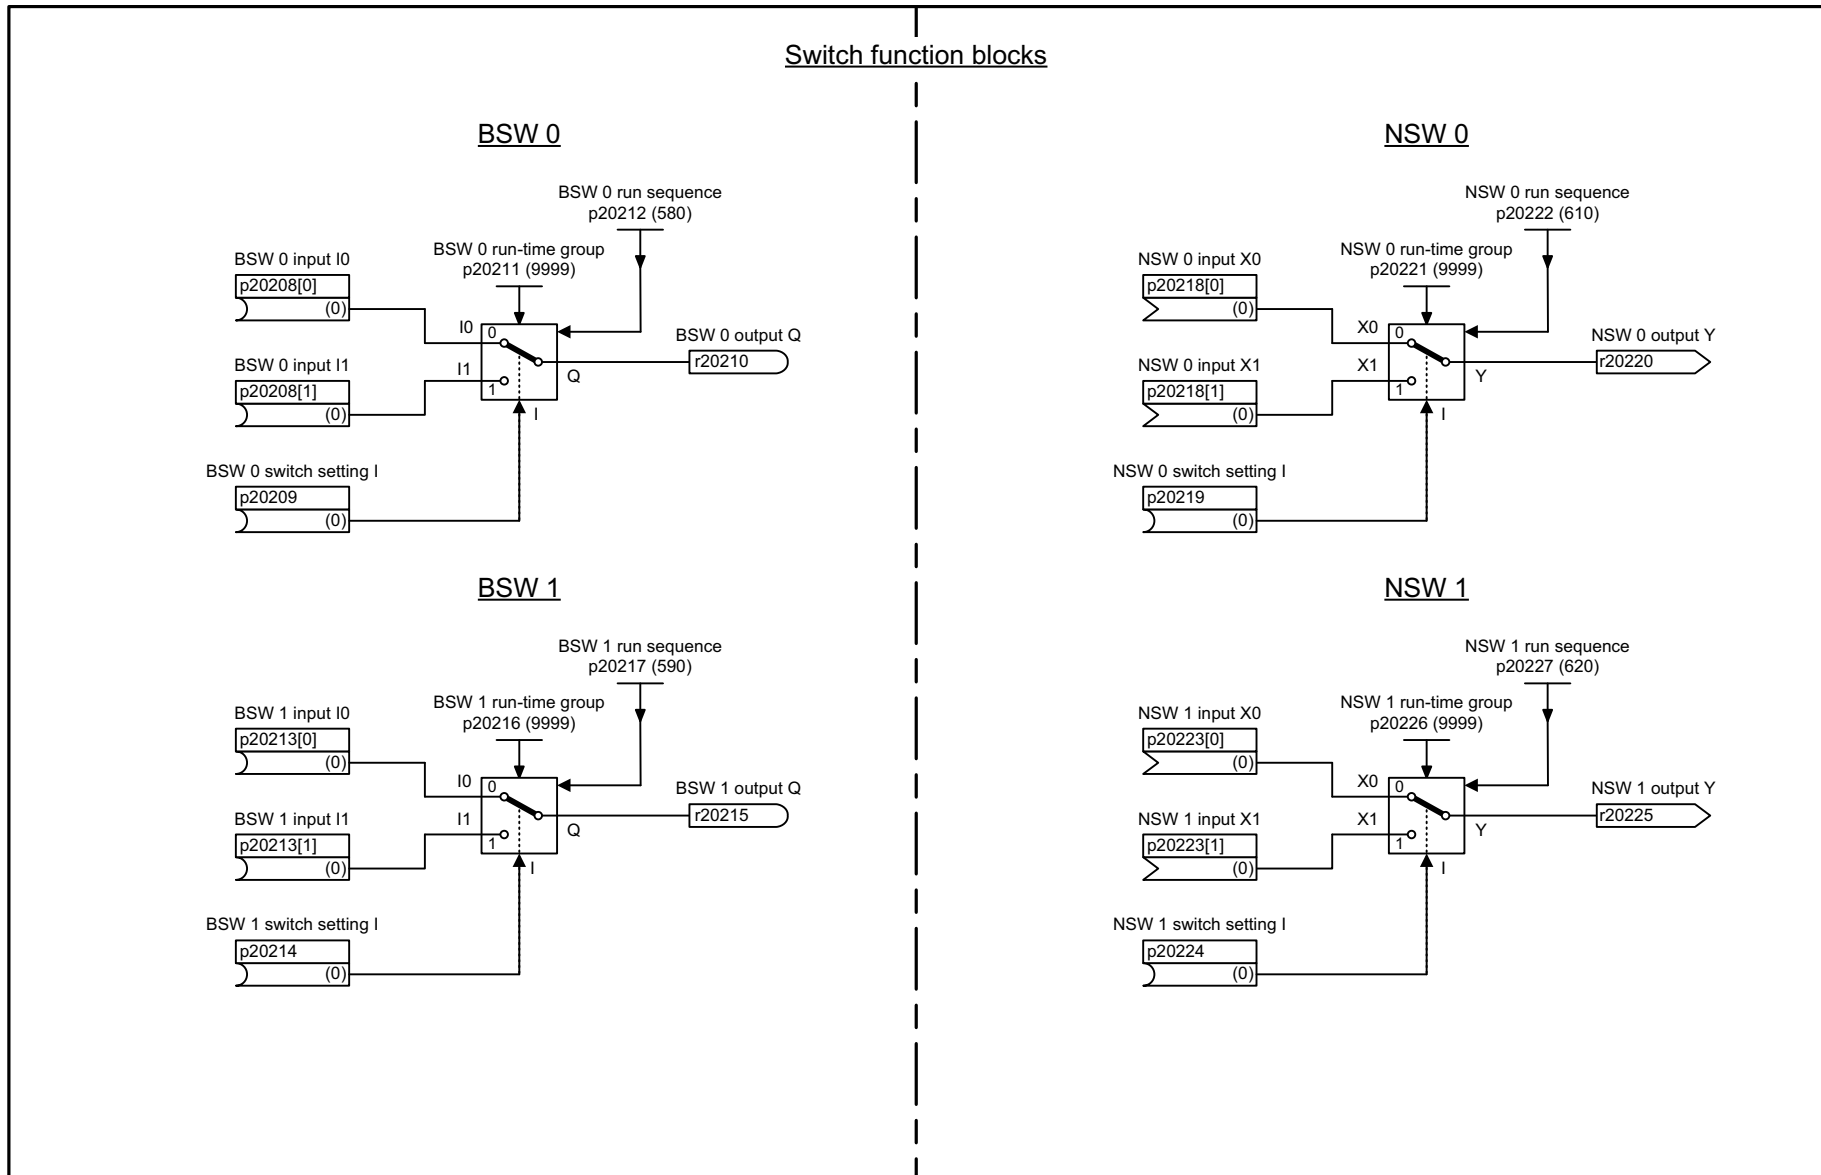 Switch function blocks
BSW 0
BSW 0 run sequence
p20212 (580)
BSW 0 run-time group
p20211 (9999)
BSW 0 input I0
p20208[0]
(0)
I0
0
BSW 0 output Q
r20210
BSW 0 input I1
p20208[1]
(0)
I1
1
Q
I
BSW 0 switch setting I
p20209
(0)
BSW 1
BSW 1 run sequence
p20217 (590)
BSW 1 run-time group
p20216 (9999)
BSW 1 input I0
p20213[0]
(0)
I0
0
BSW 1 output Q
r20215
BSW 1 input I1
p20213[1]
(0)
I1
1
Q
I
BSW 1 switch setting I
p20214
(0)
NSW 0
NSW 0 run sequence
p20222 (610)
NSW 0 run-time group
p20221 (9999)
NSW 0 input X0
p20218[0]
(0)
X0
0
NSW 0 output Y
r20220
NSW 0 input X1
p20218[1]
(0)
X1
1
Y
I
NSW 0 switch setting I
p20219
(0)
NSW 1
NSW 1 run sequence
p20227 (620)
NSW 1 run-time group
p20226 (9999)
NSW 1 input X0
p20223[0]
(0)
X0
0
NSW 1 output Y
r20225
NSW 1 input X1
p20223[1]
(0)
X1
1
Y
I
NSW 1 switch setting I
p20224
(0)